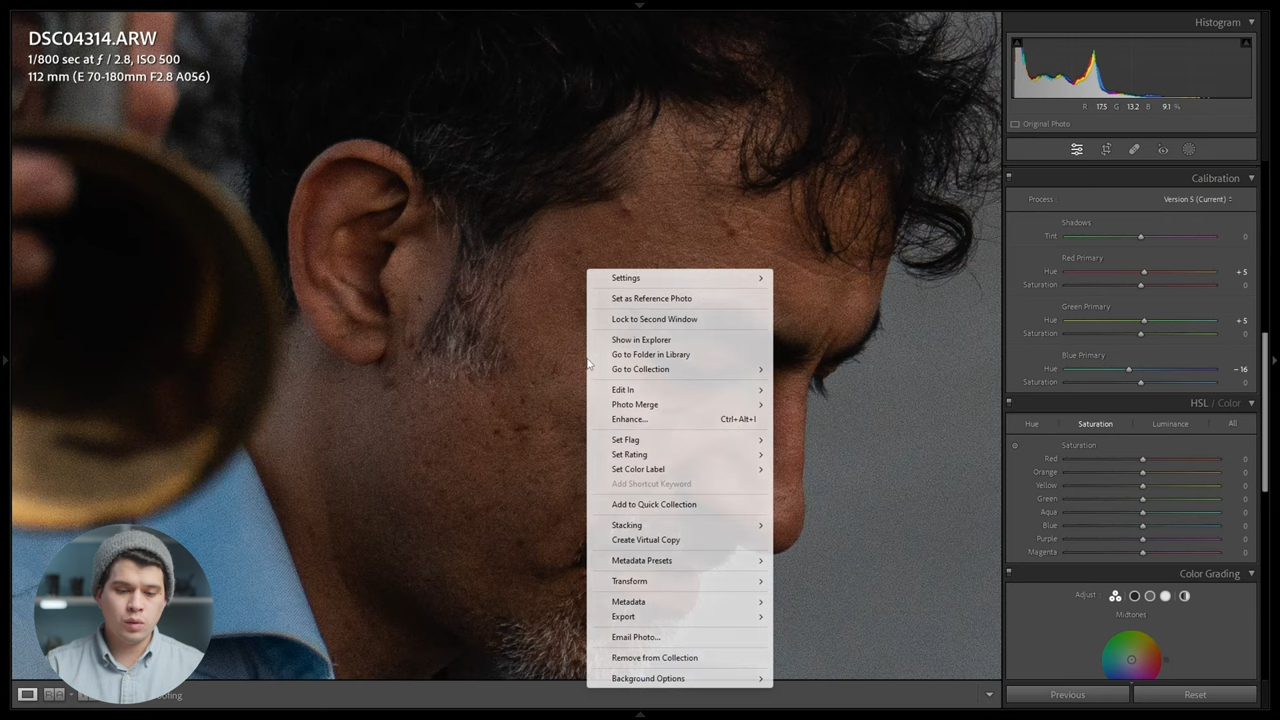 DSC04314.ARW
1/800 sec at ƒ / 2.8, ISO 500
112 mm (E 70-180mm F2.8 A056)
Settings
Set as Reference Photo
Lock to Second Window
Show in Explorer
Go to Folder in Library
Go to Collection
Edit In
Photo Merge
Enhance... Ctrl+Alt+I
Set Flag
Set Rating
Set Color Label
Add Shortcut Keyword
Add to Quick Collection
Stacking
Create Virtual Copy
Metadata Presets
Transform
Metadata
Export
Email Photo...
Remove from Collection
Background Options
Histogram
R 17.5 G 13.2 B 9.1 %
Original Photo
Calibration
Process Version 5 (Current)
Shadows
Tint 0
Red Primary
Hue + 5
Saturation 0
Green Primary
Hue + 5
Saturation 0
Blue Primary
Hue − 16
Saturation 0
HSL / Color
Hue Saturation Luminance All
Saturation
Red 0
Orange 0
Yellow 0
Green 0
Aqua 0
Blue 0
Purple 0
Magenta 0
Color Grading
Adjust :
Midtones
Previous Reset